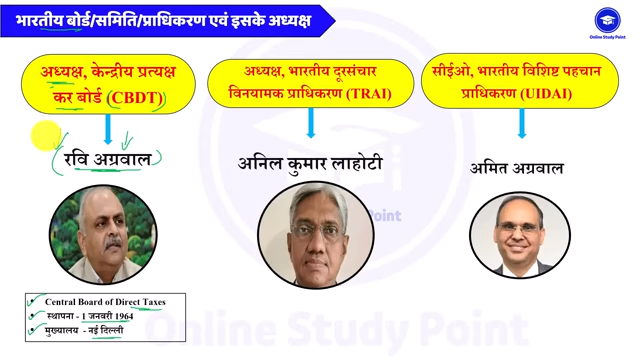 भारतीय बोर्ड/समिति/प्राधिकरण एवं इसके अध्यक्ष
Online Study Point
अध्यक्ष, केन्द्रीय प्रत्यक्ष
कर बोर्ड (CBDT)
रवि अग्रवाल
Central Board of Direct Taxes
स्थापना - 1 जनवरी 1964
मुख्यालय - नई दिल्ली
अध्यक्ष, भारतीय दूरसंचार
विनयामक प्राधिकरण (TRAI)
अनिल कुमार लाहोटी
सीईओ, भारतीय विशिष्ट पहचान
प्राधिकरण (UIDAI)
अमित अग्रवाल
Online Study Point